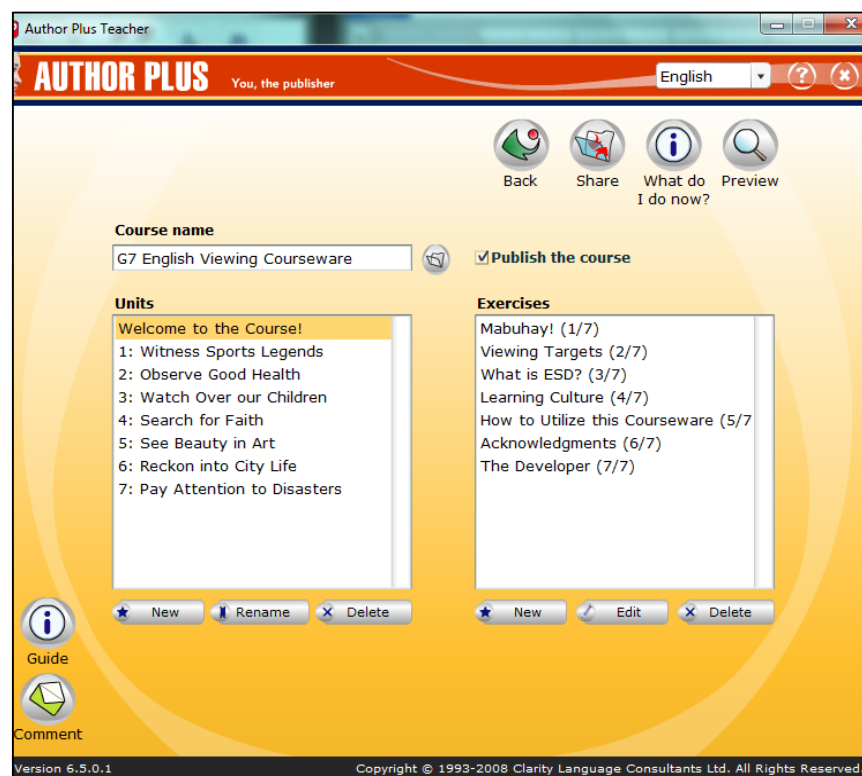 Author Plus Teacher
AUTHOR PLUS You, the publisher English
Back Share What do I do now? Preview
Course name
G7 English Viewing Courseware
Publish the course
Units
Welcome to the Course!
1: Witness Sports Legends
2: Observe Good Health
3: Watch Over our Children
4: Search for Faith
5: See Beauty in Art
6: Reckon into City Life
7: Pay Attention to Disasters
New Rename Delete
Exercises
Mabuhay! (1/7)
Viewing Targets (2/7)
What is ESD? (3/7)
Learning Culture (4/7)
How to Utilize this Courseware (5/7
Acknowledgments (6/7)
The Developer (7/7)
New Edit Delete
Guide
Comment
Version 6.5.0.1 Copyright © 1993-2008 Clarity Language Consultants Ltd. All Rights Reserved